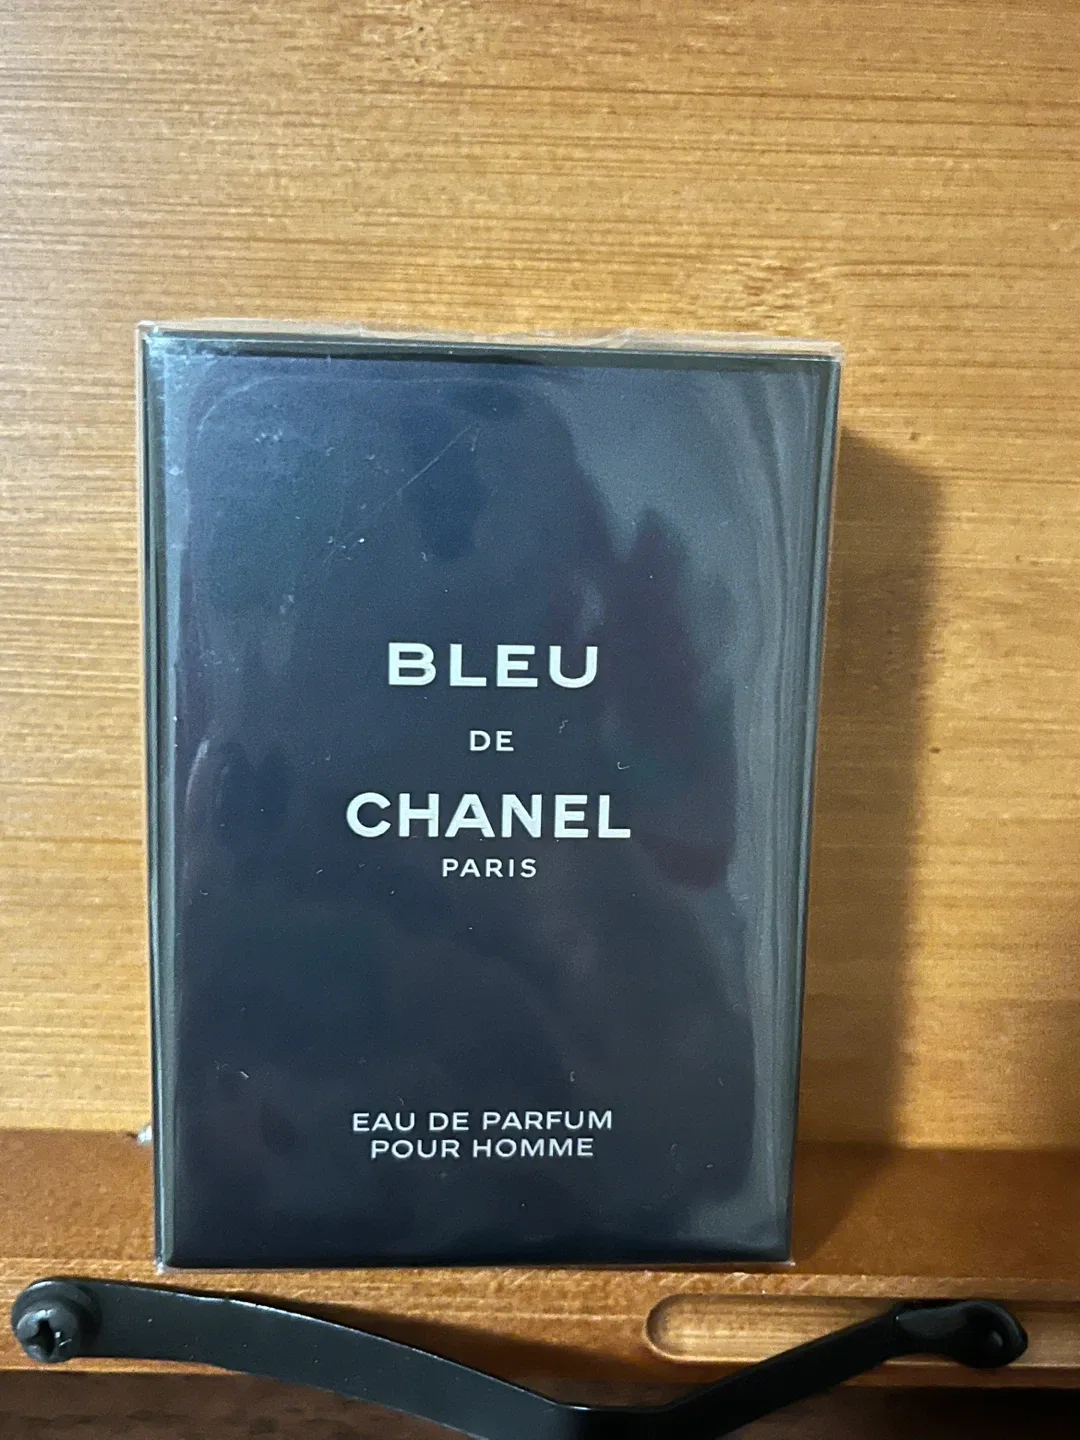 BLEU
DE
CHANEL
PARIS
EAU DE PARFUM
POUR HOMME